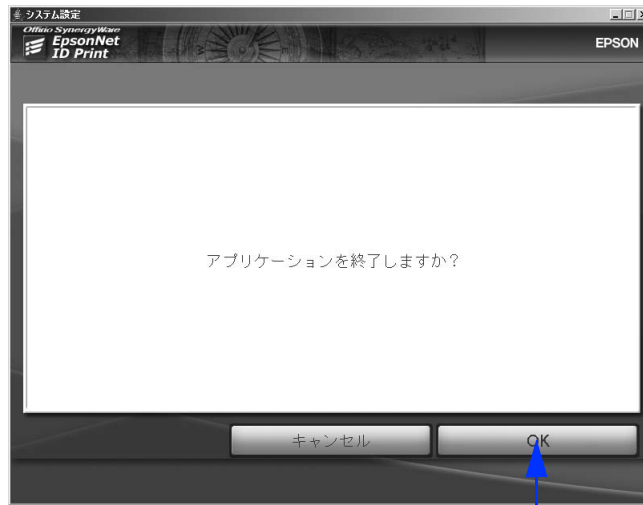 システム設定
Offirio SynergyWare
EpsonNet
ID Print
EPSON
アプリケーションを終了しますか？
キャンセル
OK